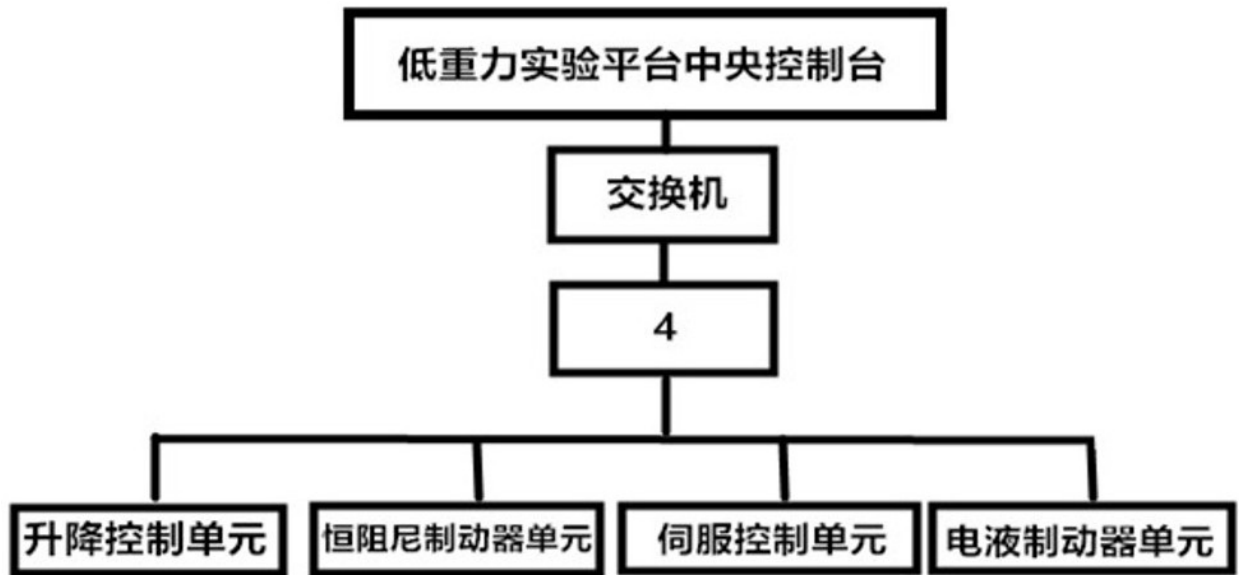 低重力实验平台中央控制台
交换机
4
升降控制单元
恒阻尼制动器单元
伺服控制单元
电液制动器单元